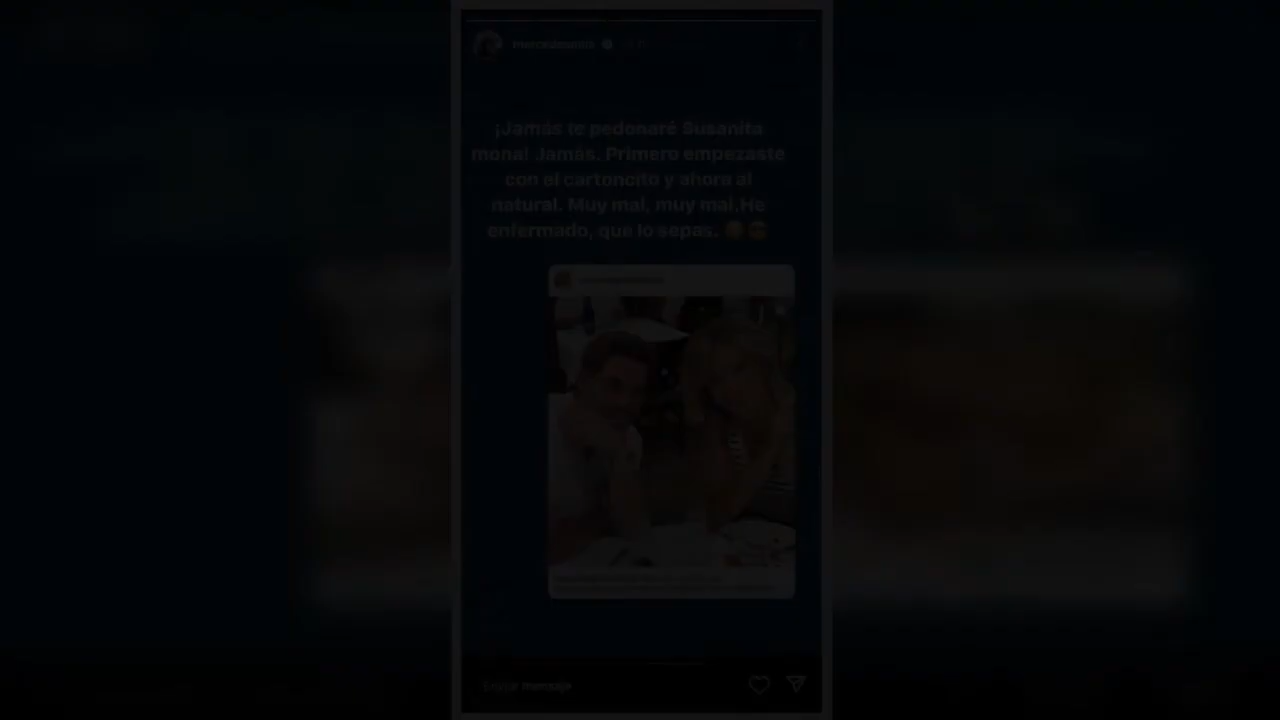 ¡Jamás te pedonaré Susanita
mona! Jamás. Primero empezaste
con el cartoncito y ahora al
natural. Muy mal, muy mal.He
enfermado, que lo sepas.
Enviar mensaje